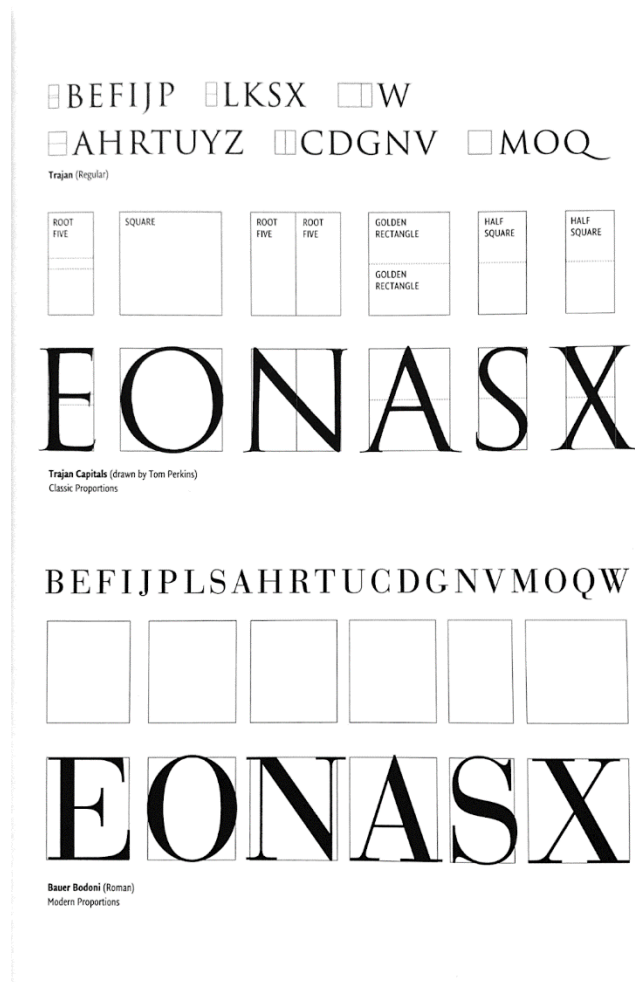 BEFIJP LKSX W
AHRTUYZ CDGNV MOQ
Trajan (Regular)
ROOT FIVE
SQUARE
ROOT FIVE
ROOT FIVE
GOLDEN RECTANGLE
GOLDEN RECTANGLE
HALF SQUARE
HALF SQUARE
EONASX
Trajan Capitals (drawn by Tom Perkins)
Classic Proportions
BEFIJPLSAHRTUCDGNVMOQW
EONASX
Bauer Bodoni (Roman)
Modern Proportions